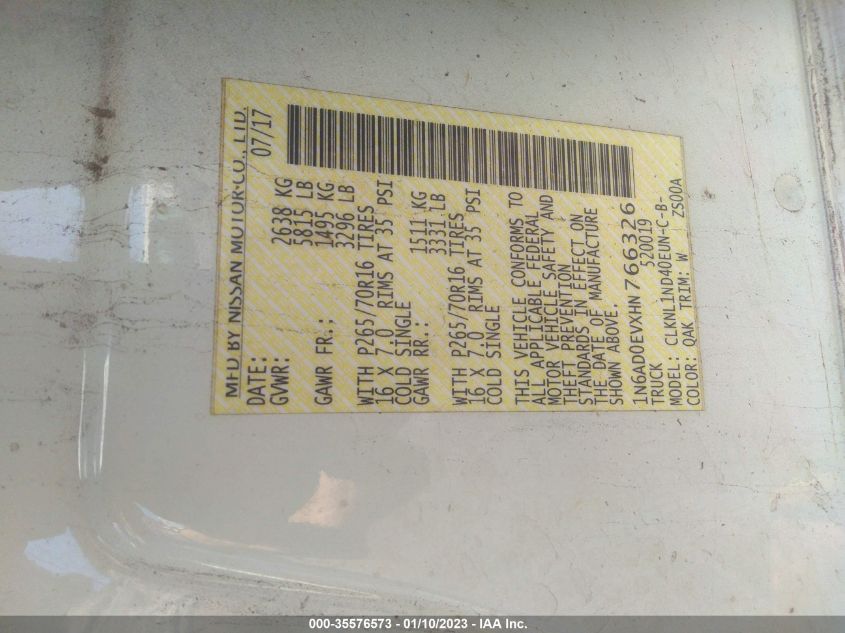 MFD BY NISSAN MOTOR CO., LTD.
DATE: 07/17
GVWR: 2638 KG
5815 LB
GAWR FR.: 1495 KG
3296 LB
WITH P265/70R16 TIRES
16 X 7.0 RIMS AT 35 PSI
COLD SINGLE
GAWR RR.: 1511 KG
3331 LB
WITH P265/70R16 TIRES
16 X 7.0 RIMS AT 35 PSI
COLD SINGLE
THIS VEHICLE CONFORMS TO
ALL APPLICABLE FEDERAL
MOTOR VEHICLE SAFETY AND
THEFT PREVENTION
STANDARDS IN EFFECT ON
THE DATE OF MANUFACTURE
SHOWN ABOVE.
1N6AD0EVXHN766326
TRUCK 520019
MODEL: CLKNL1ND40EUN-C-B-
COLOR: QAK TRIM: W ZS00A
000-35576573 - 01/10/2023 - IAA Inc.